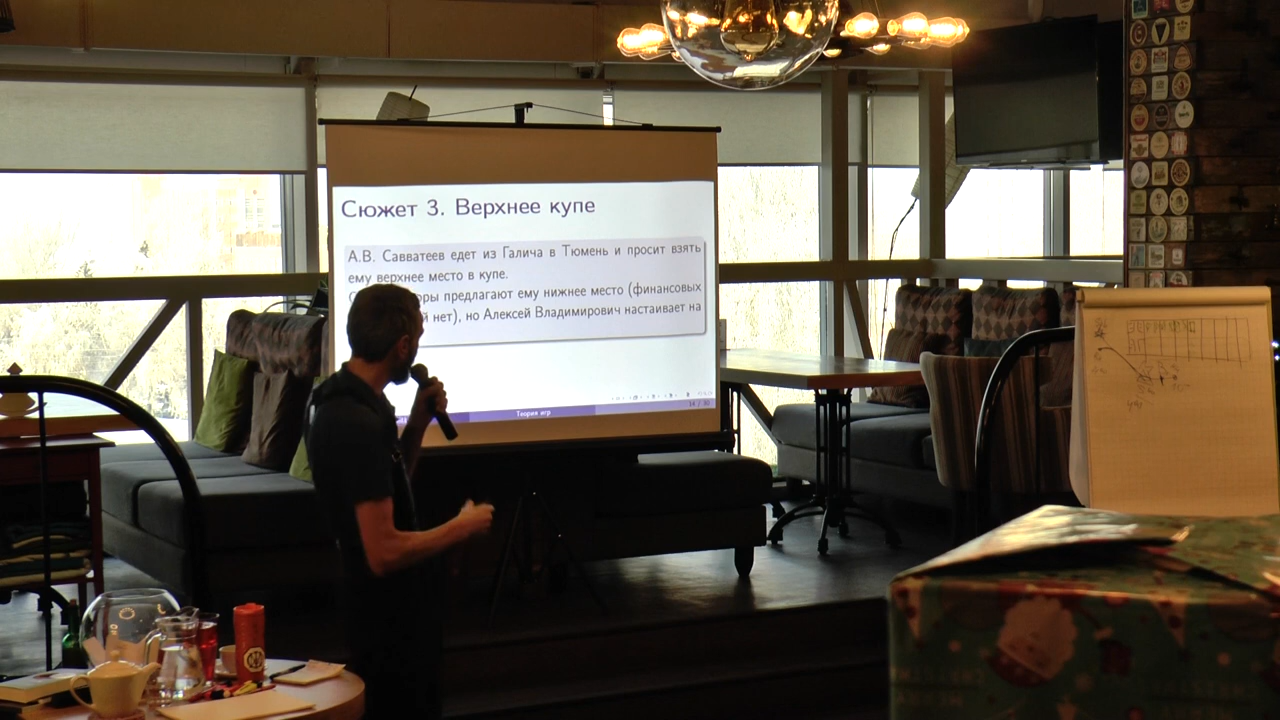 Сюжет 3. Верхнее купе
А.В. Савватеев едет из Галича в Тюмень и просит взять
ему верхнее место в купе.
предлагают ему нижнее место (финансовых
нет), но Алексей Владимирович настаивает на
Теория игр